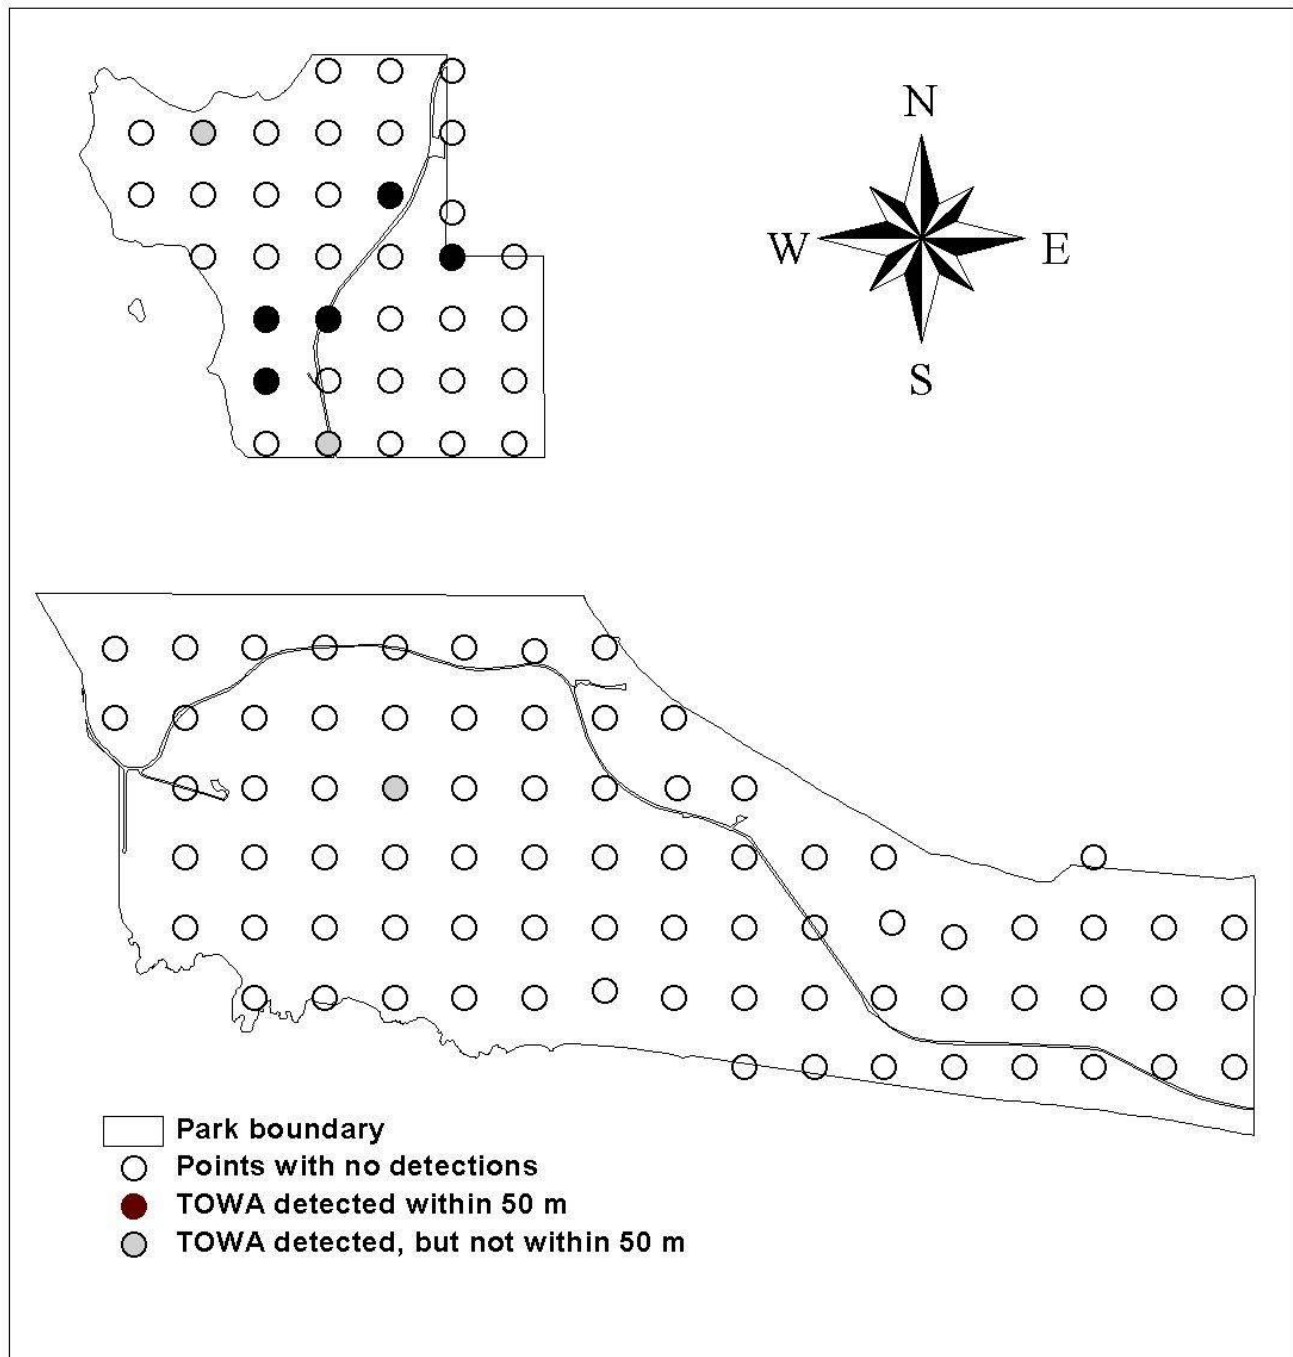 N
W E
S
Park boundary
Points with no detections
TOWA detected within 50 m
TOWA detected, but not within 50 m